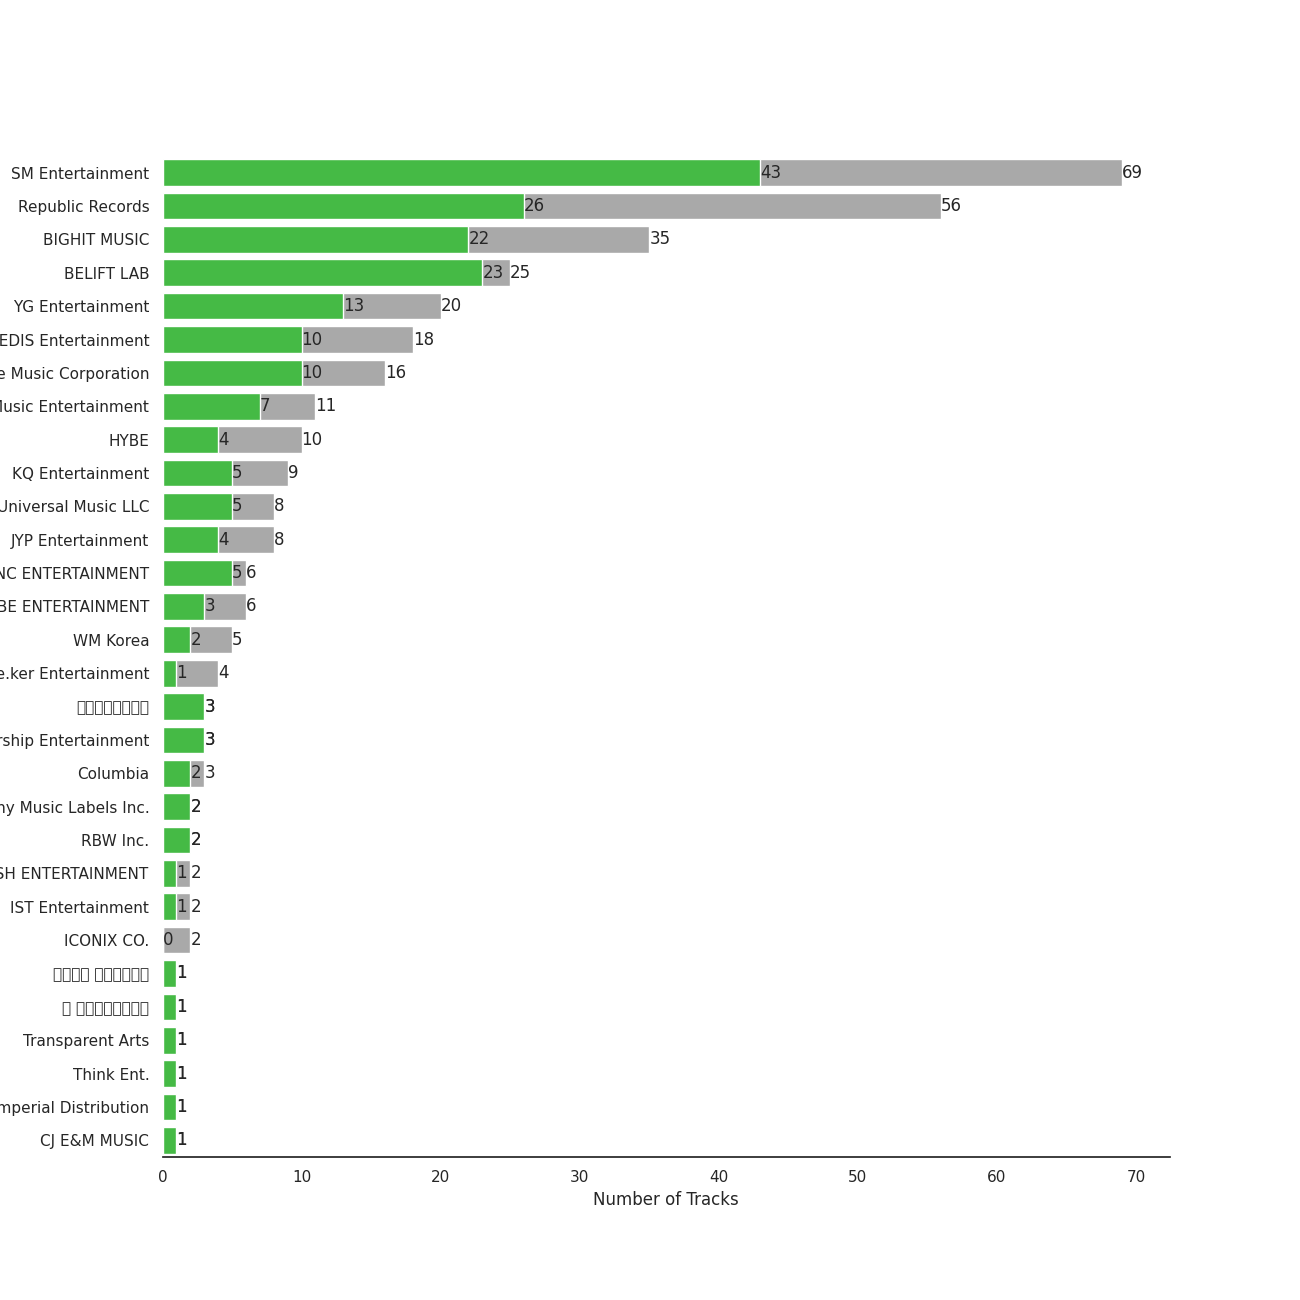 SM Entertainment 43 69
Republic Records 26 56
BIGHIT MUSIC 22 35
BELIFT LAB 23 25
YG Entertainment 13 20
EDIS Entertainment 10 18
e Music Corporation 10 16
Music Entertainment 7 11
HYBE 4 10
KQ Entertainment 5 9
Universal Music LLC 5 8
JYP Entertainment 4 8
NC ENTERTAINMENT 5 6
BE ENTERTAINMENT 3 6
WM Korea 2 5
e.ker Entertainment 1 4
3
rship Entertainment 3
Columbia 2 3
ny Music Labels Inc. 2
RBW Inc. 2
SH ENTERTAINMENT 1 2
IST Entertainment 1 2
ICONIX CO. 0 2
1
1
Transparent Arts 1
Think Ent. 1
mperial Distribution 1
CJ E&M MUSIC 1
0 10 20 30 40 50 60 70
Number of Tracks